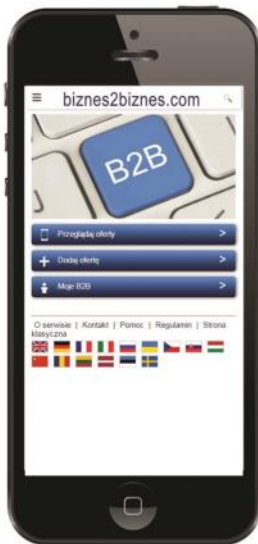 biznes2biznes.com
B2B
Przeglądaj oferty
Dodaj ofertę
Moje B2B
O serwisie | Kontakt | Pomoc | Regulamin | Strona
klasyczna